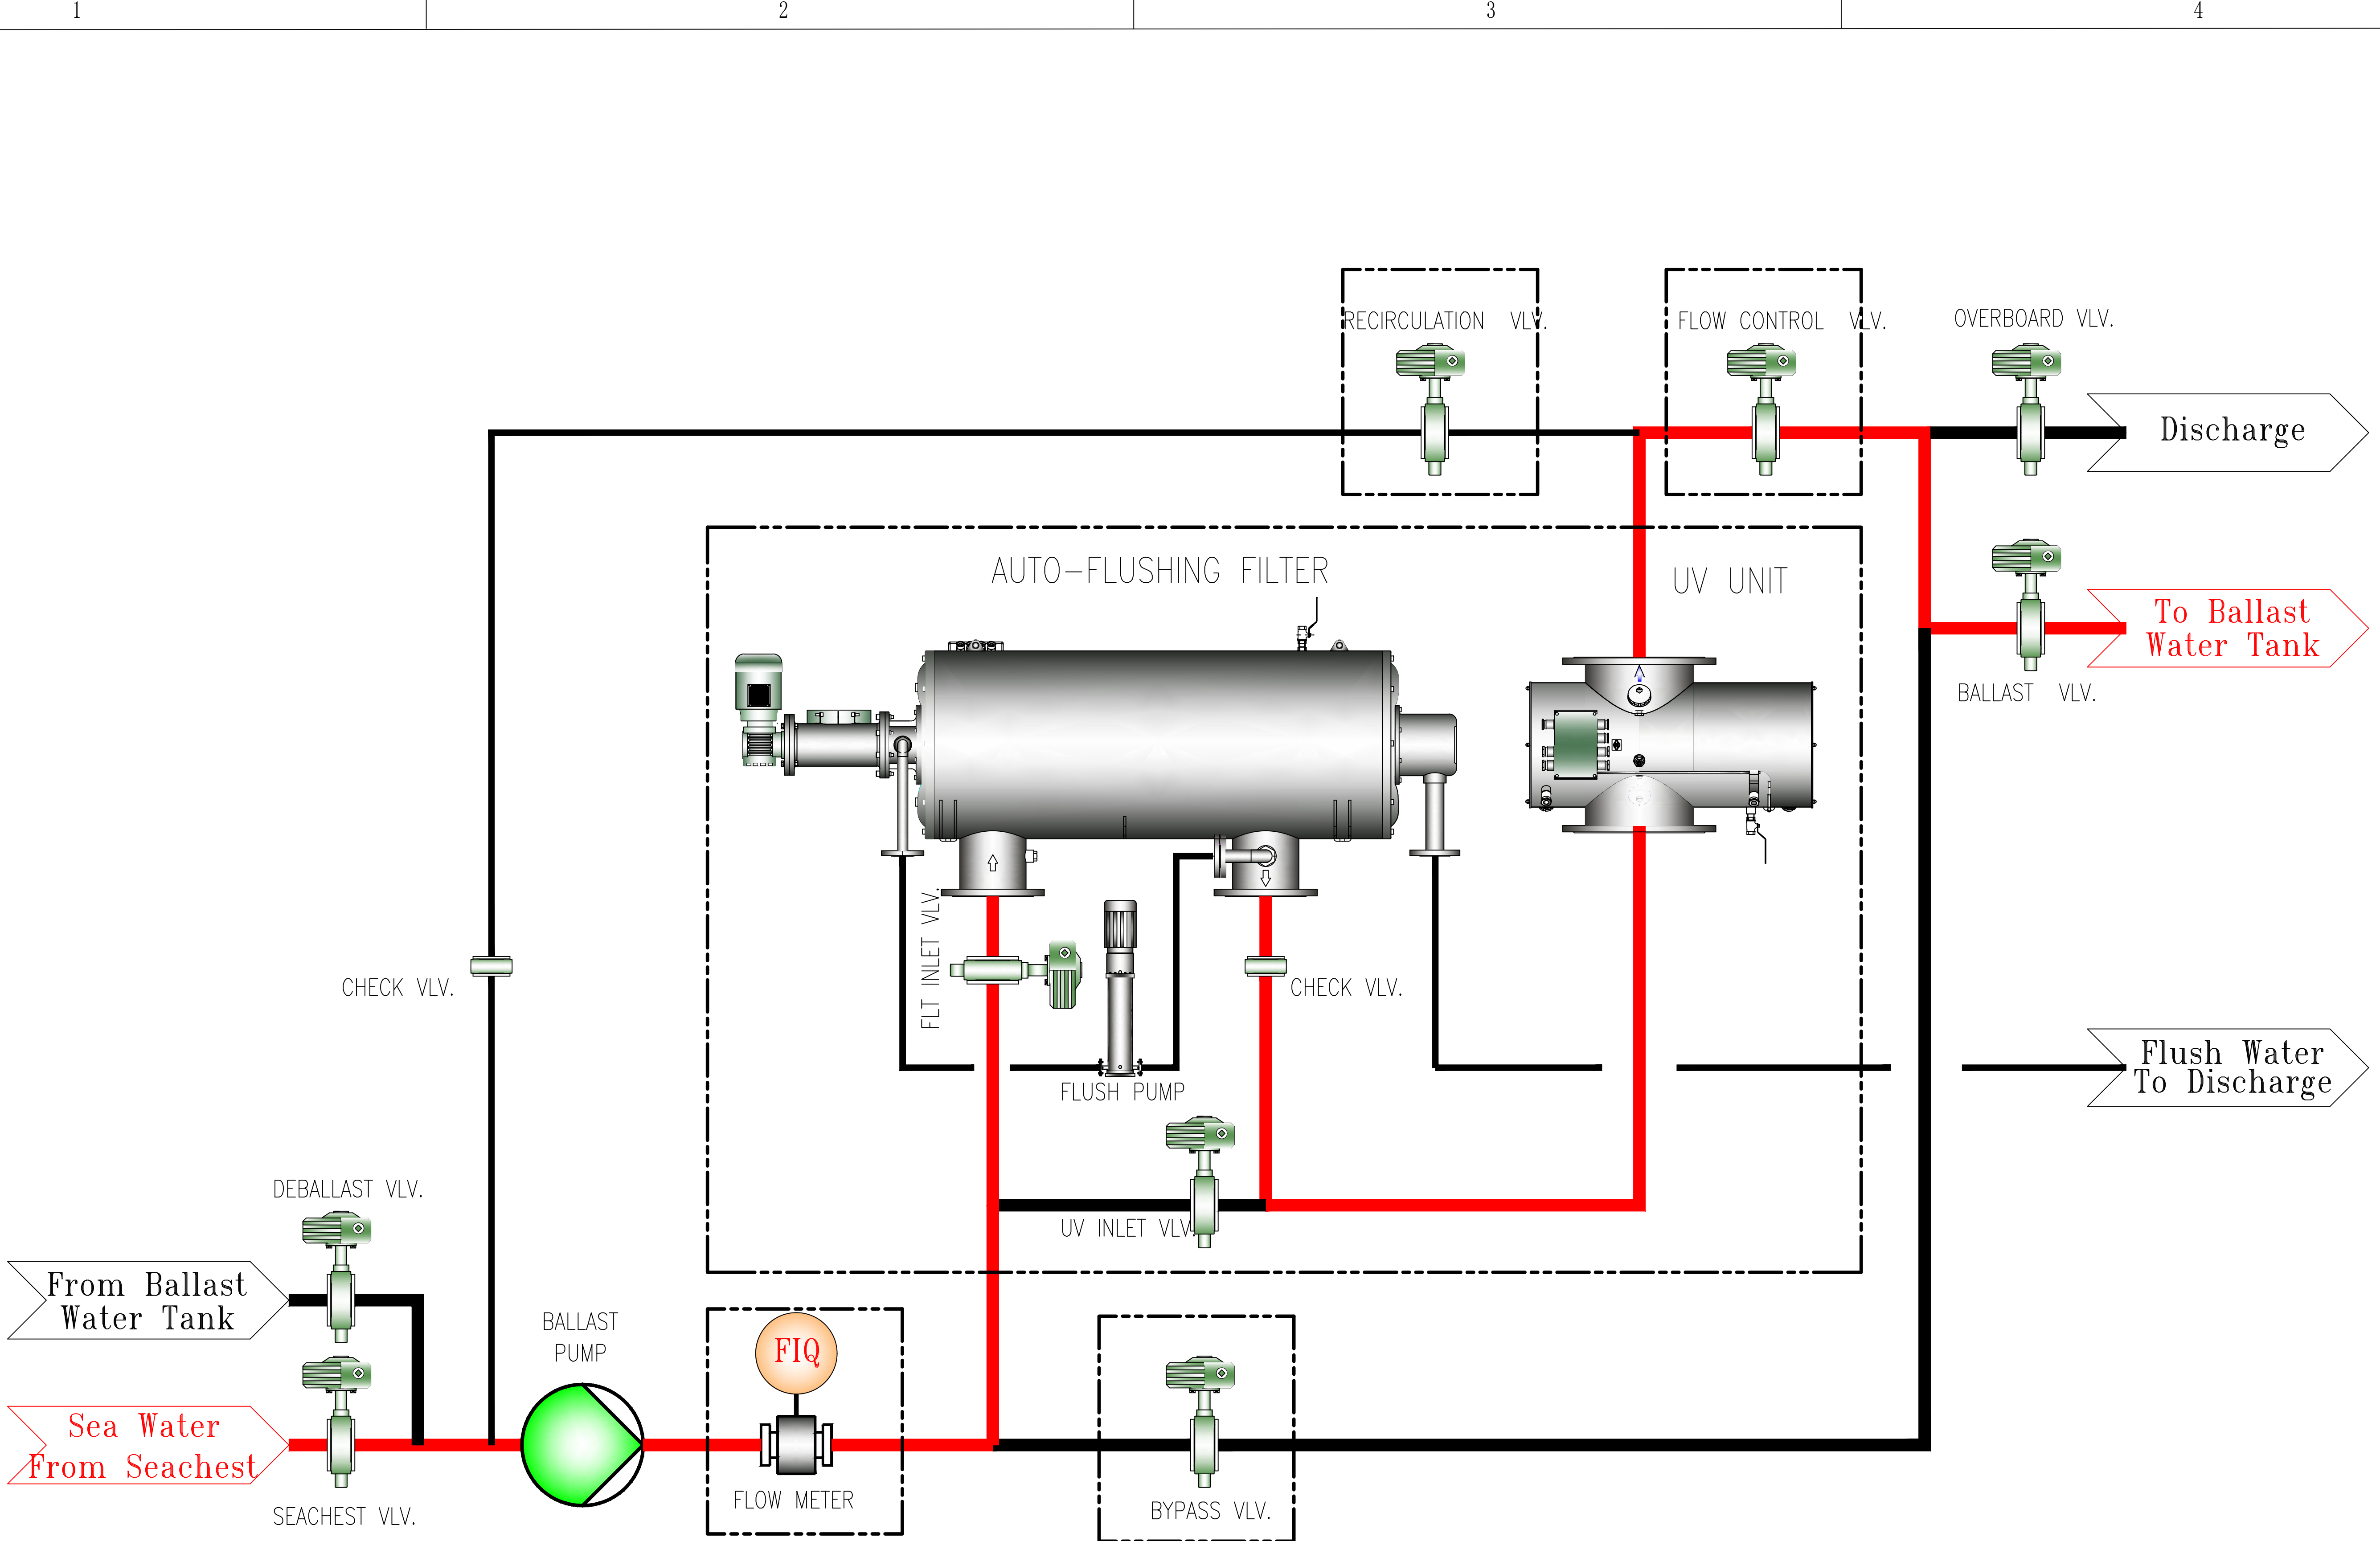 1
2
3
4
RECIRCULATION VLV.
FLOW CONTROL VLV.
OVERBOARD VLV.
Discharge
AUTO-FLUSHING FILTER
UV UNIT
To Ballast
Water Tank
BALLAST VLV.
FLT INLET VLV.
CHECK VLV.
CHECK VLV.
FLUSH PUMP
Flush Water
To Discharge
DEBALLAST VLV.
UV INLET VLV.
From Ballast
Water Tank
BALLAST
PUMP
FIQ
Sea Water
From Seachest
SEACHEST VLV.
FLOW METER
BYPASS VLV.